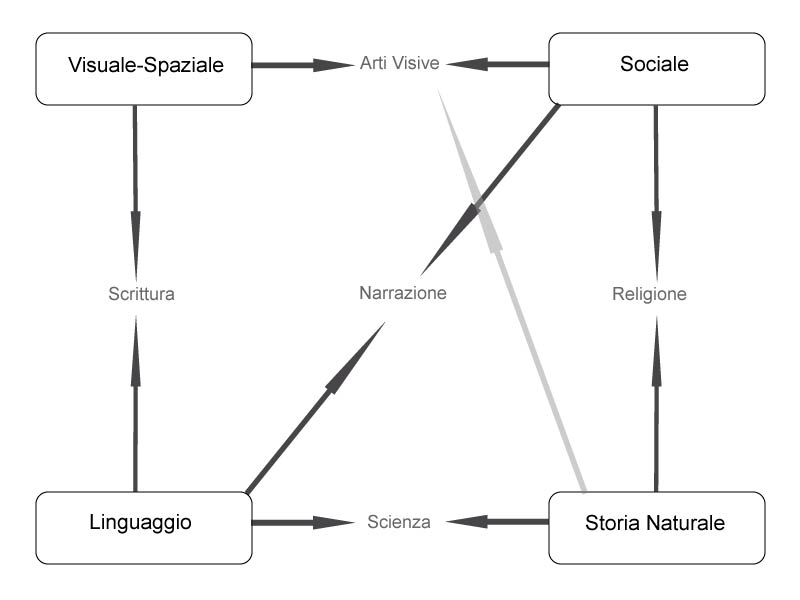 Visuale-Spaziale
Arti Visive
Sociale
Scrittura
Narrazione
Religione
Linguaggio
Scienza
Storia Naturale